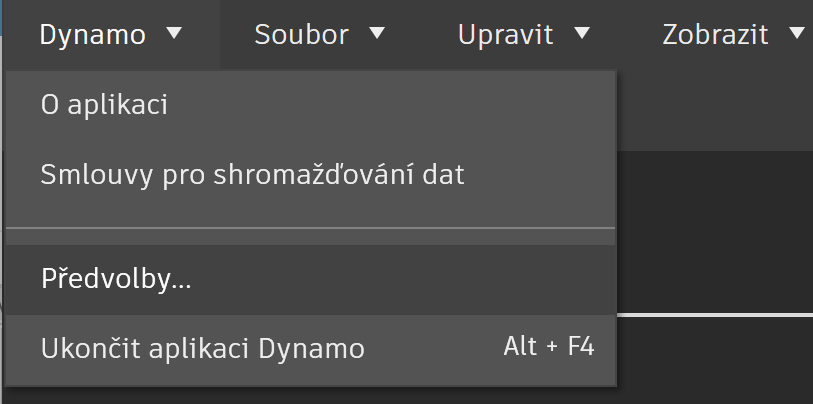 Dynamo Soubor Upravit Zobrazit
O aplikaci
Smlouvy pro shromažďování dat
Předvolby...
Ukončit aplikaci Dynamo Alt + F4